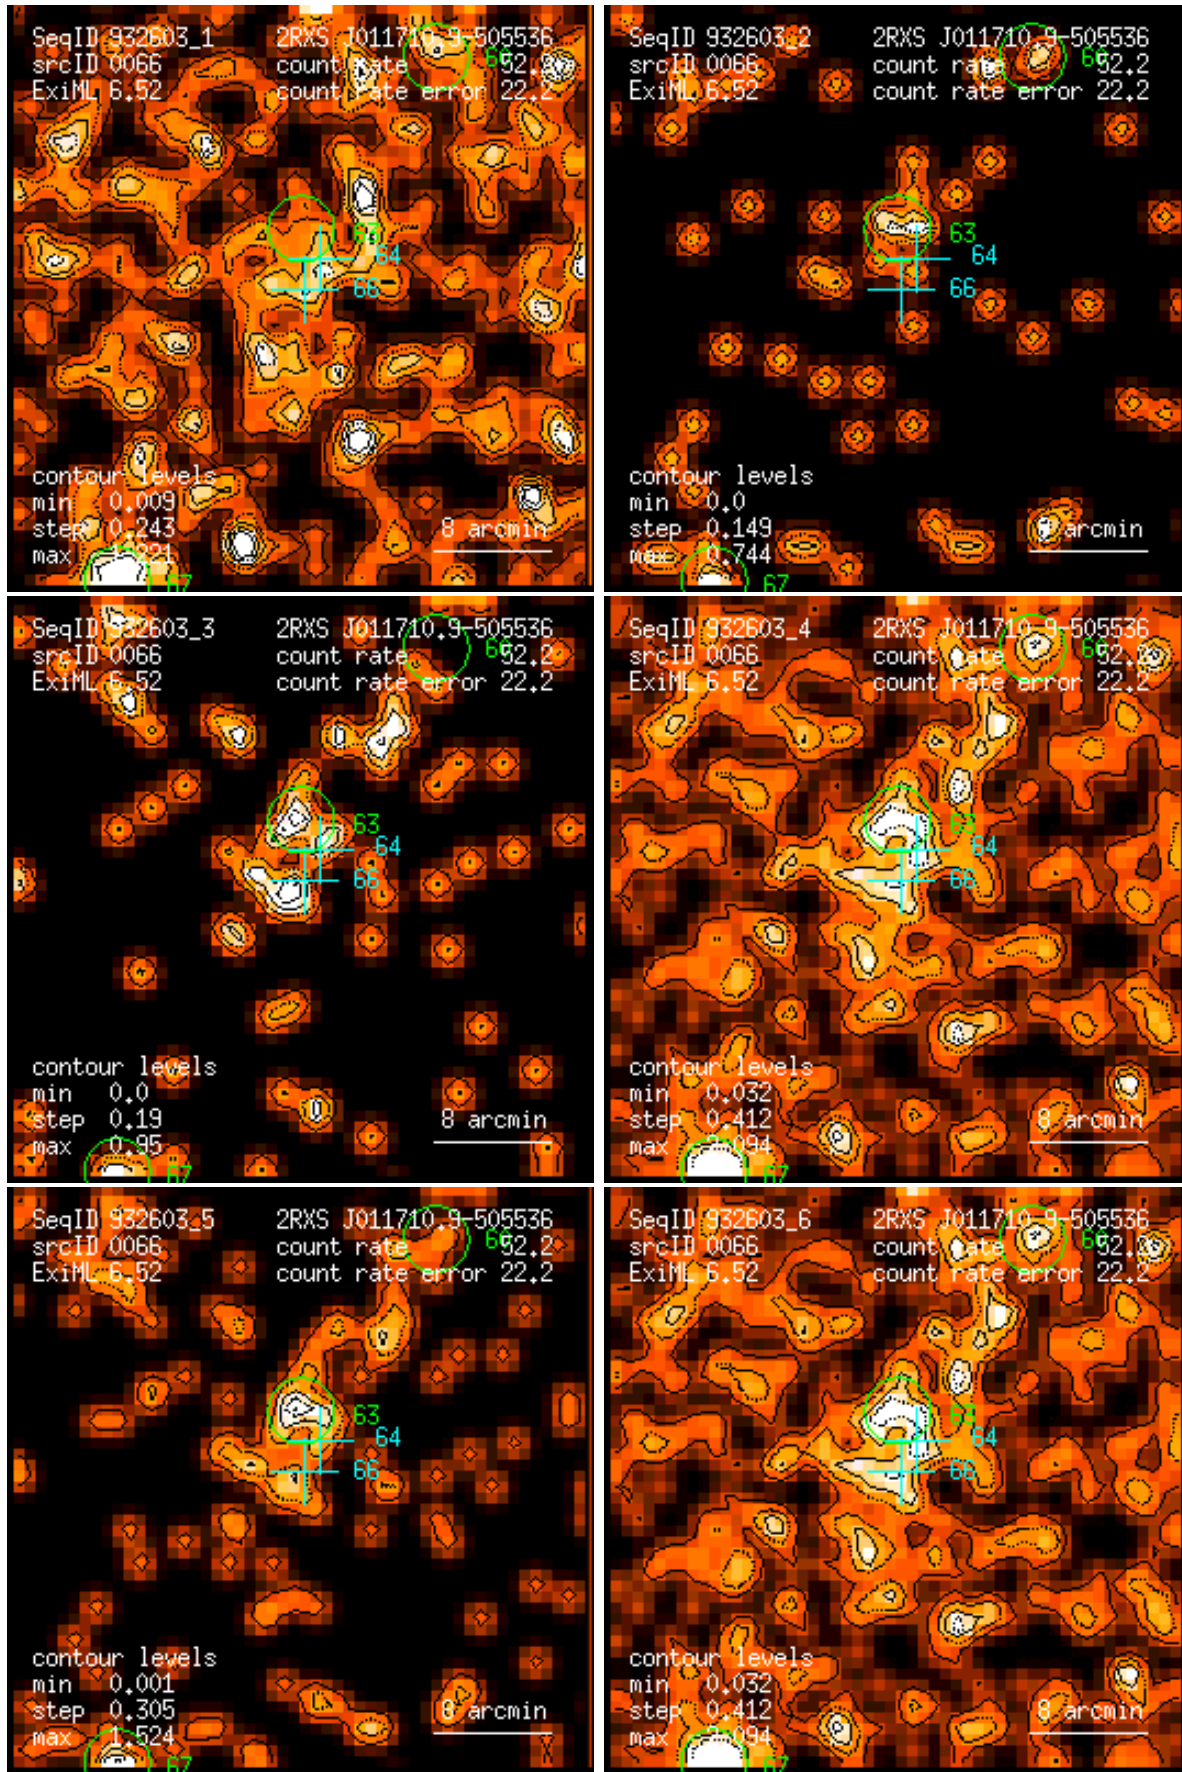 SeqID 932603_1 2RXS J011710.9-505536
srcID 0066 count rate 52.2
ExiML 6.52 count rate error 22.2
63
64
66
contour levels
min 0.009
step 0.243
max 1.221
8 arcmin
67
SeqID 932603_2 2RXS J011710.9-505536
srcID 0066 count rate 52.2
ExiML 6.52 count rate error 22.2
63
64
66
contour levels
min 0.0
step 0.149
max 0.744
8 arcmin
67
SeqID 932603_3 2RXS J011710.9-505536
srcID 0066 count rate 52.2
ExiML 6.52 count rate error 22.2
63
64
66
contour levels
min 0.0
step 0.19
max 0.95
8 arcmin
67
SeqID 932603_4 2RXS J011710.9-505536
srcID 0066 count rate 52.2
ExiML 6.52 count rate error 22.2
63
64
66
contour levels
min 0.032
step 0.412
max 2.094
8 arcmin
67
SeqID 932603_5 2RXS J011710.9-505536
srcID 0066 count rate 52.2
ExiML 6.52 count rate error 22.2
63
64
66
contour levels
min 0.001
step 0.305
max 1.524
8 arcmin
67
SeqID 932603_6 2RXS J011710.9-505536
srcID 0066 count rate 52.2
ExiML 6.52 count rate error 22.2
63
64
66
contour levels
min 0.032
step 0.412
max 2.094
8 arcmin
67